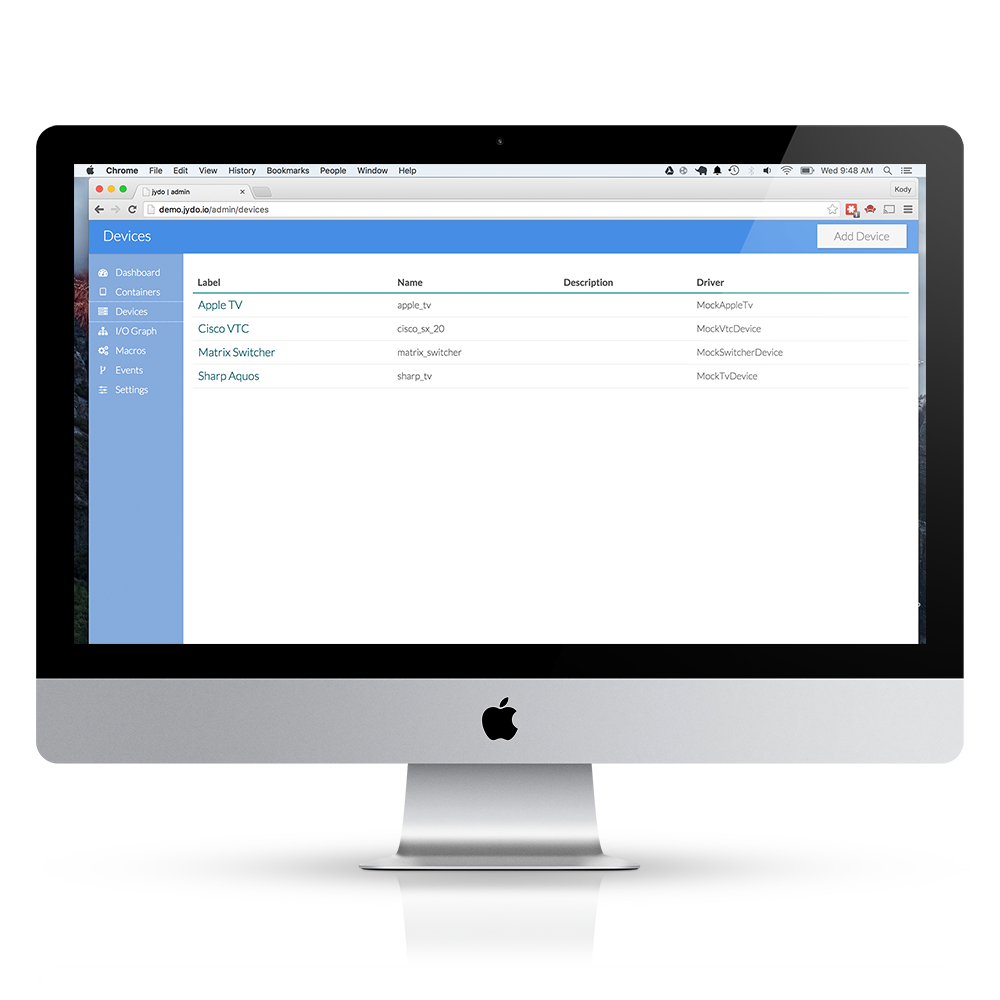 Chrome File Edit View History Bookmarks People Window Help Wed 9:48 AM
jydo | admin Kody
demo.jydo.io/admin/devices
Devices Add Device
Dashboard
Containers
Devices
I/O Graph
Macros
Events
Settings
Label Name Description Driver
Apple TV apple_tv MockAppleTv
Cisco VTC cisco_sx_20 MockVtcDevice
Matrix Switcher matrix_switcher MockSwitcherDevice
Sharp Aquos sharp_tv MockTvDevice